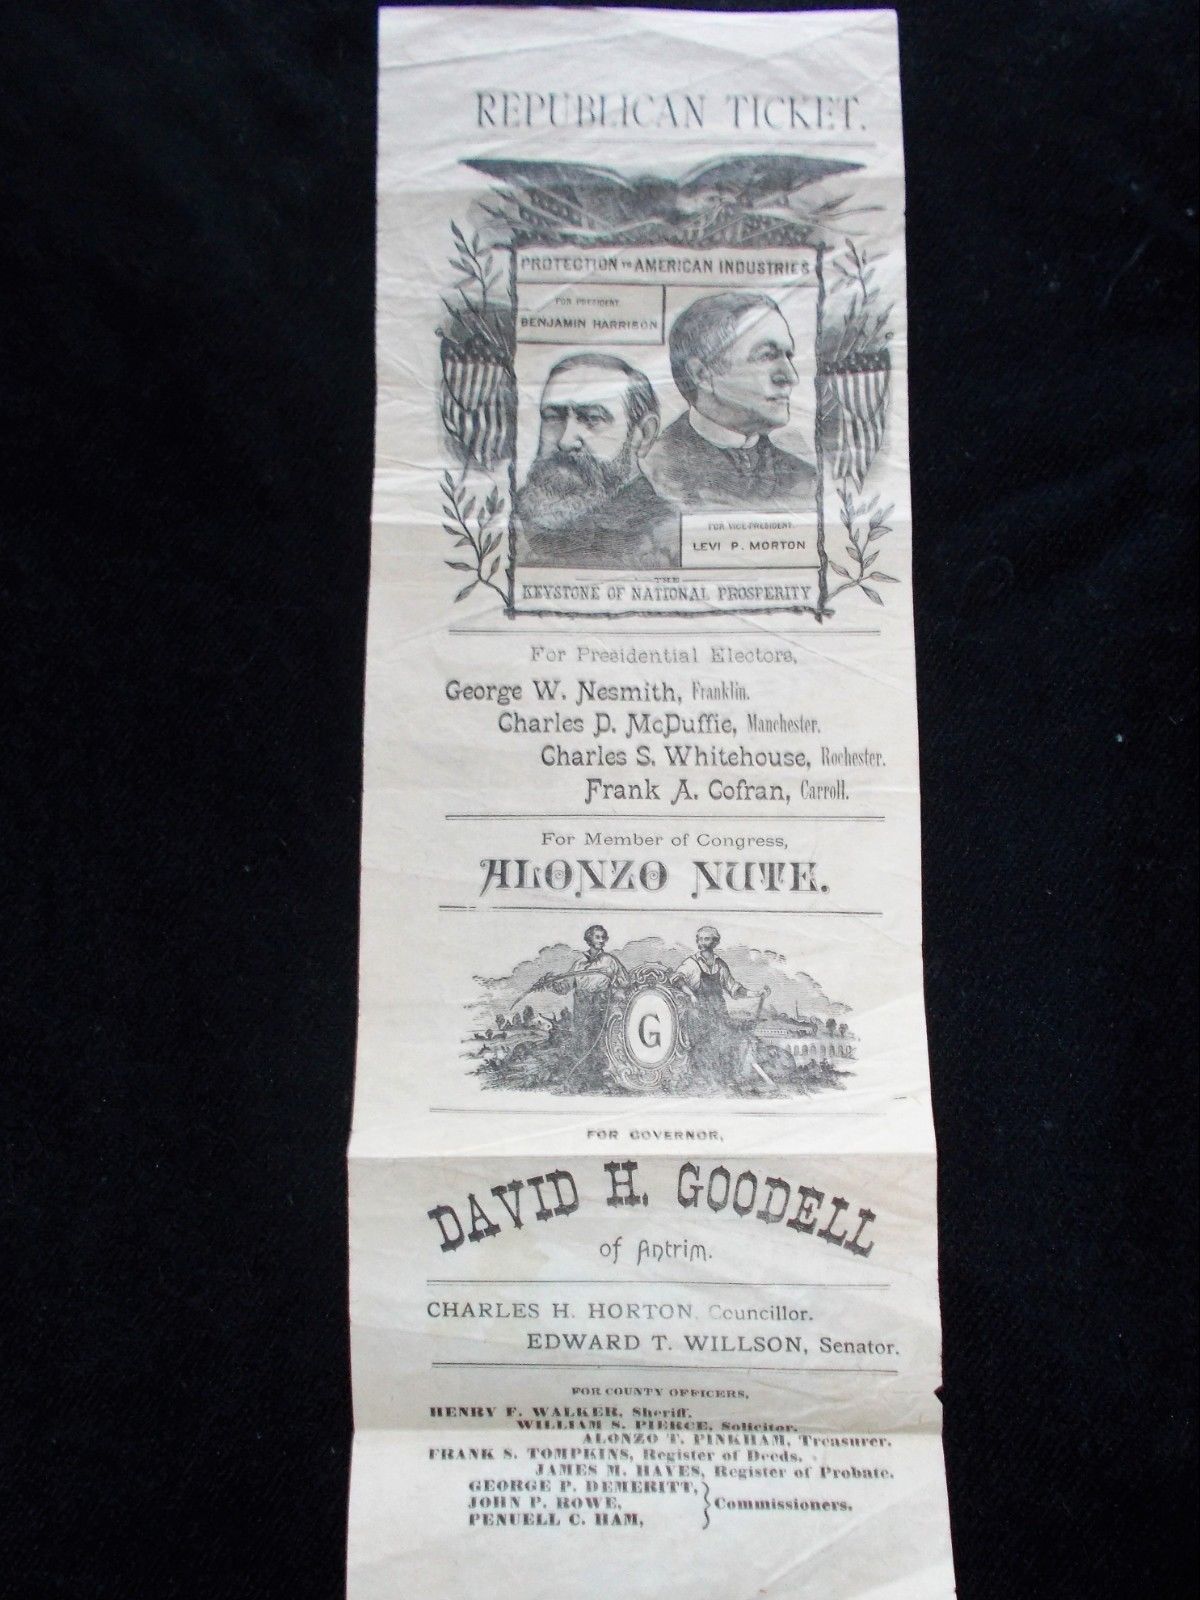 REPUBLICAN TICKET.
PROTECTION TO AMERICAN INDUSTRIES
FOR PRESIDENT
BENJAMIN HARRISON
FOR VICE-PRESIDENT.
LEVI P. MORTON
THE
KEYSTONE OF NATIONAL PROSPERITY
For Presidential Electors,
George W. Nesmith, Franklin.
Charles D. McDuffie, Manchester.
Charles S. Whitehouse, Rochester.
Frank A. Cofran, Carroll.
For Member of Congress,
ALONZO NUTE.
G
FOR GOVERNOR,
DAVID H. GOODELL
of Antrim.
CHARLES H. HORTON, Councillor.
EDWARD T. WILLSON, Senator.
FOR COUNTY OFFICERS,
HENRY F. WALKER, Sheriff.
WILLIAM S. PIERCE, Solicitor.
ALONZO T. PINKHAM, Treasurer.
FRANK S. TOMPKINS, Register of Deeds.
JAMES M. HAYES, Register of Probate.
GEORGE P. DEMERITT,
JOHN P. ROWE, Commissioners.
PENUELL C. HAM,